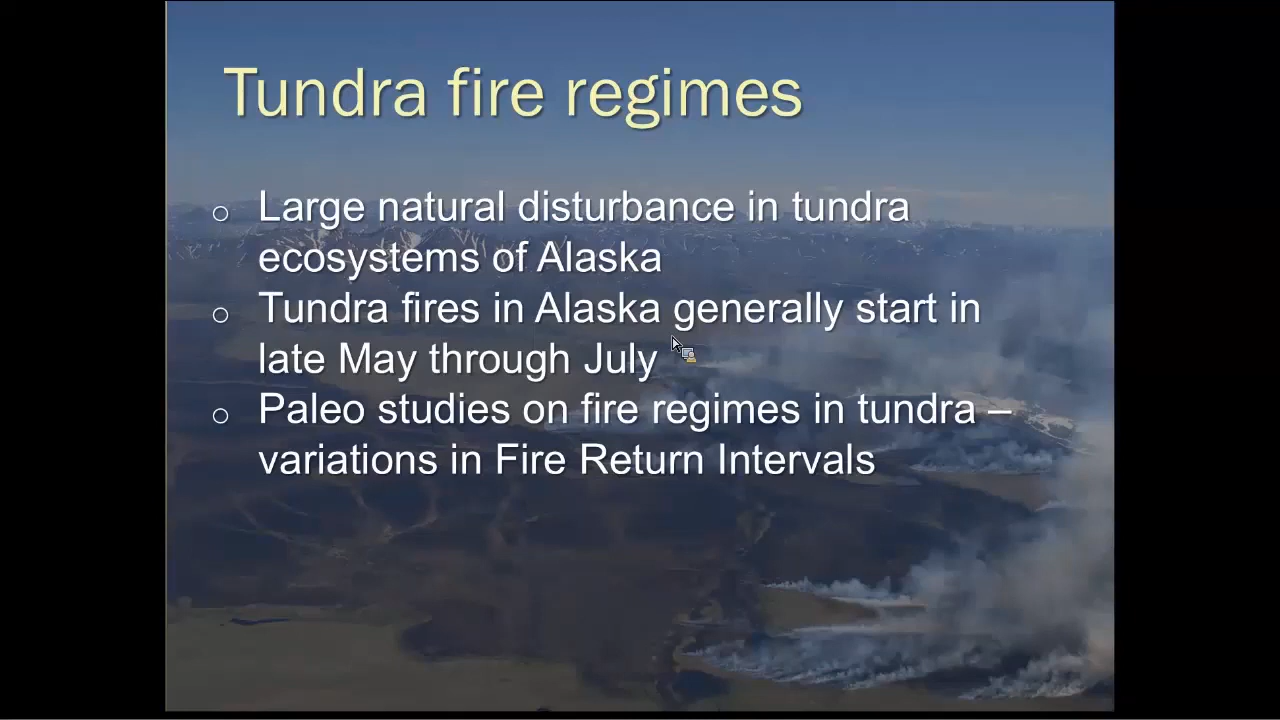 Tundra fire regimes
Large natural disturbance in tundra
ecosystems of Alaska
Tundra fires in Alaska generally start in
late May through July
Paleo studies on fire regimes in tundra –
variations in Fire Return Intervals